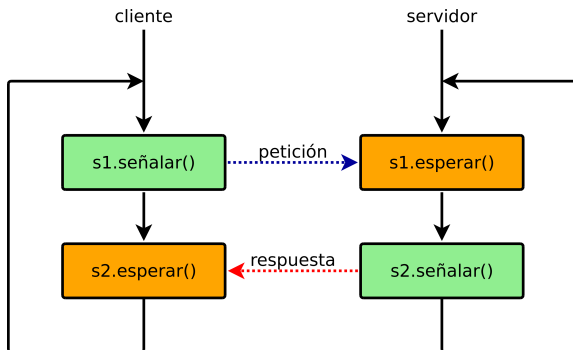 cliente
servidor
s1.señalar()
petición
s1.esperar()
s2.esperar()
respuesta
s2.señalar()